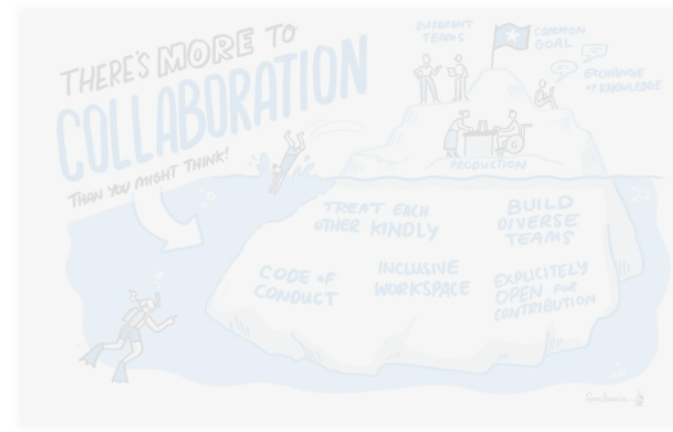 THERE'S MORE TO
COLLABORATION
THAN YOU MIGHT THINK!
DIFFERENT
TEAMS
COMMON
GOAL
EXCHANGE
of KNOWLEDGE
PRODUCTION
TREAT EACH
OTHER KINDLY
BUILD
DIVERSE
TEAMS
CODE of
CONDUCT
INCLUSIVE
WORKSPACE
EXPLICITELY
OPEN FOR
CONTRIBUTION